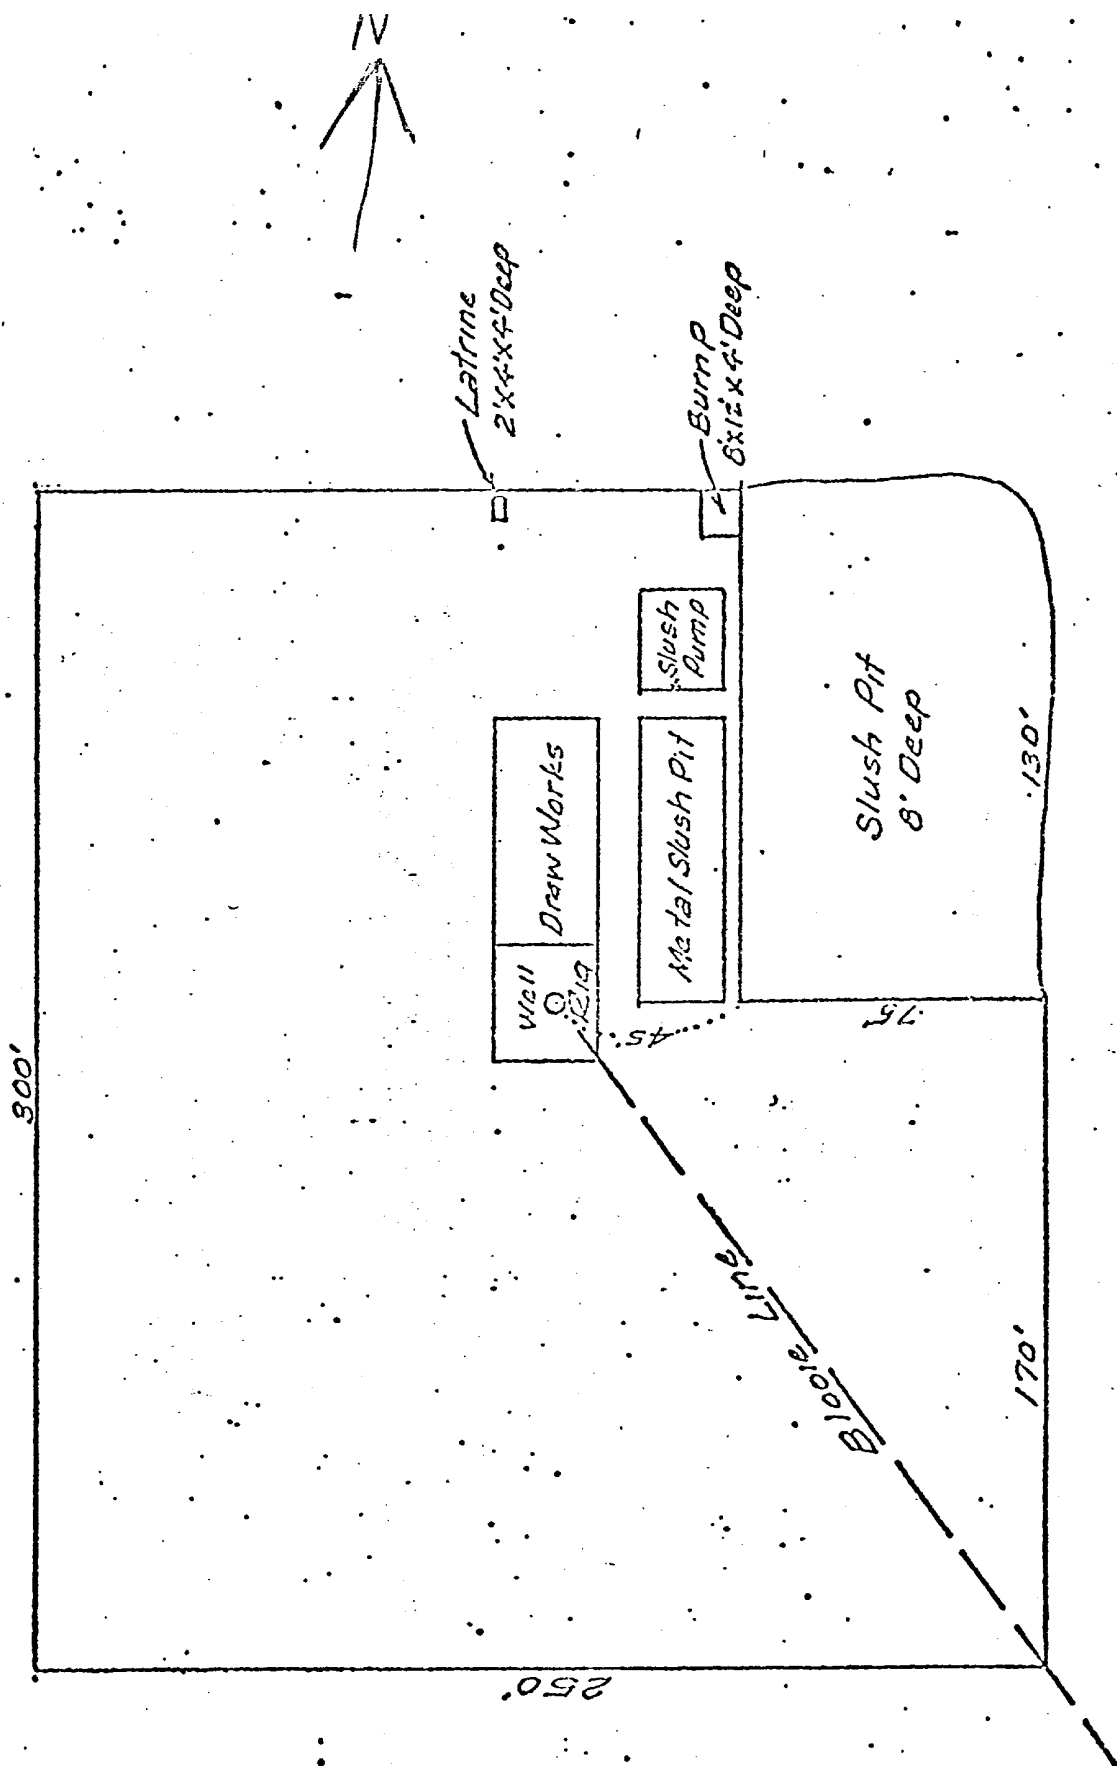 N
Latrine
2'x4'x4' Deep
Burn P
6'x12'x4' Deep
Slush
Pump
Draw Works
Metal Slush Pit
Well
Rig
45'
Slush Pit
8' Deep
130'
75'
300'
Blooie Line
170'
250'